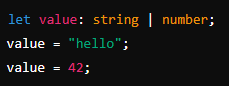 let value: string | number;
value = "hello";
value = 42;